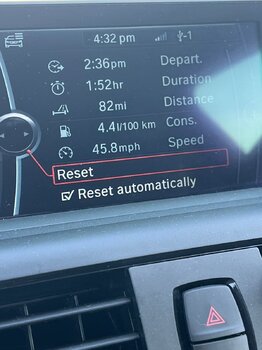 4:32 pm -1
2:36pm Depart.
1:52hr Duration
82mi Distance
4.4l/100 km Cons.
45.8mph Speed
Reset
Reset automatically